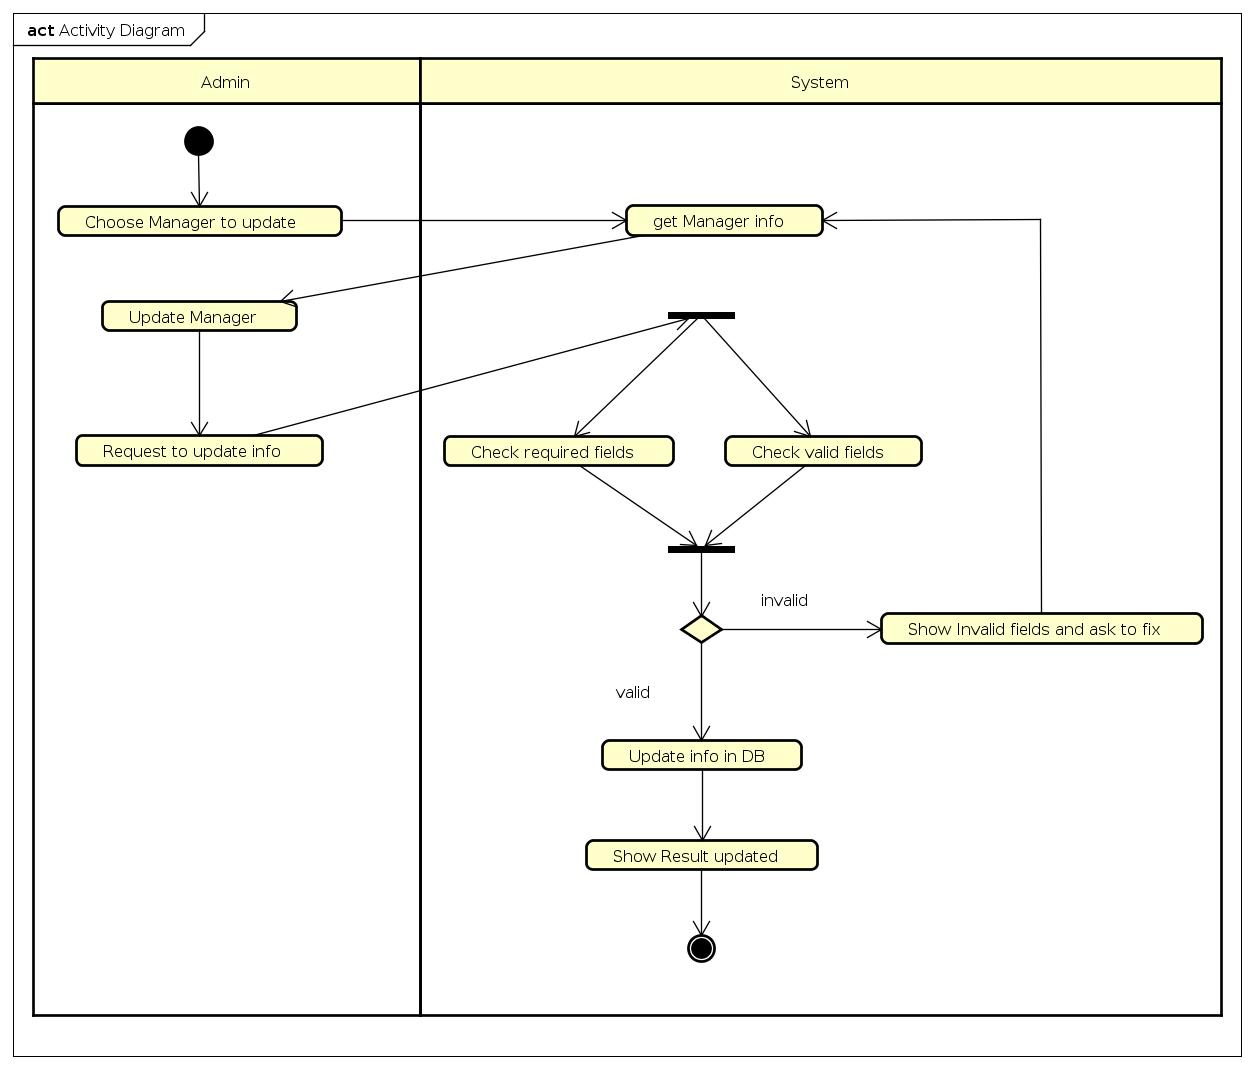 act Activity Diagram
Admin
System
Choose Manager to update
get Manager info
Update Manager
Request to update info
Check required fields
Check valid fields
invalid
Show Invalid fields and ask to fix
valid
Update info in DB
Show Result updated